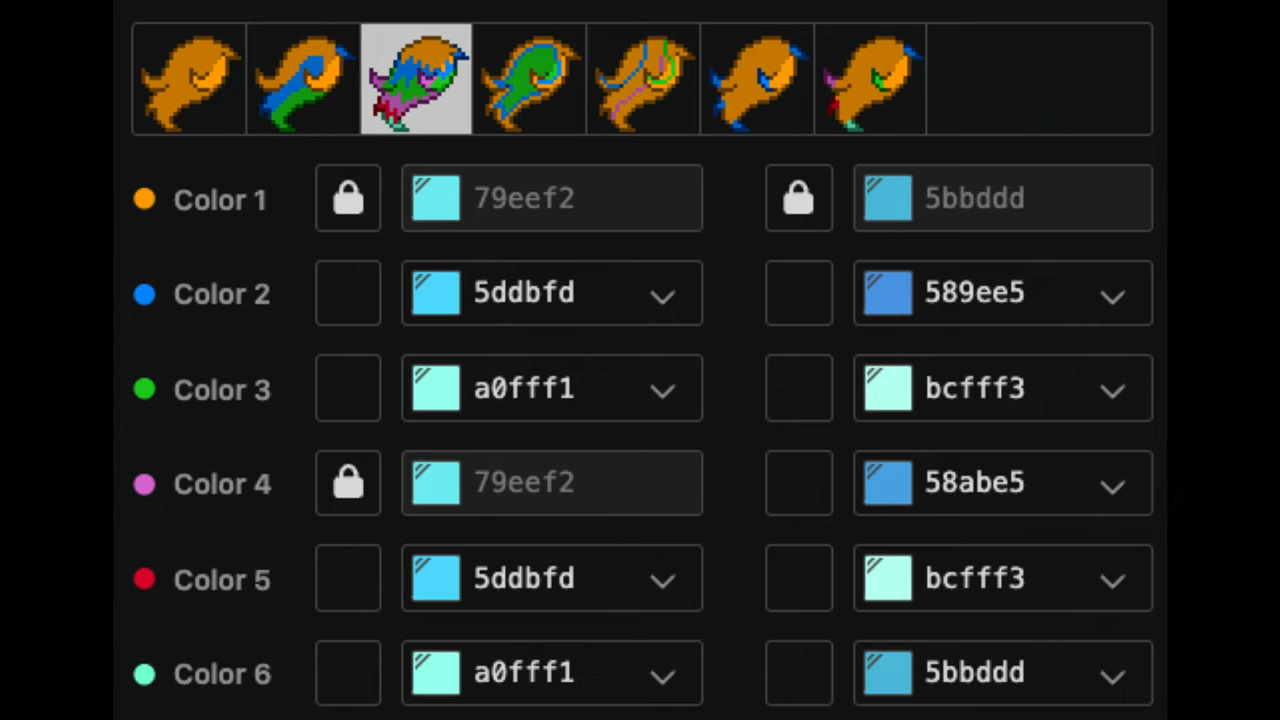 Color 1 79eef2 5bbddd
Color 2 5ddbfd 589ee5
Color 3 a0fff1 bcfff3
Color 4 79eef2 58abe5
Color 5 5ddbfd bcfff3
Color 6 a0fff1 5bbddd